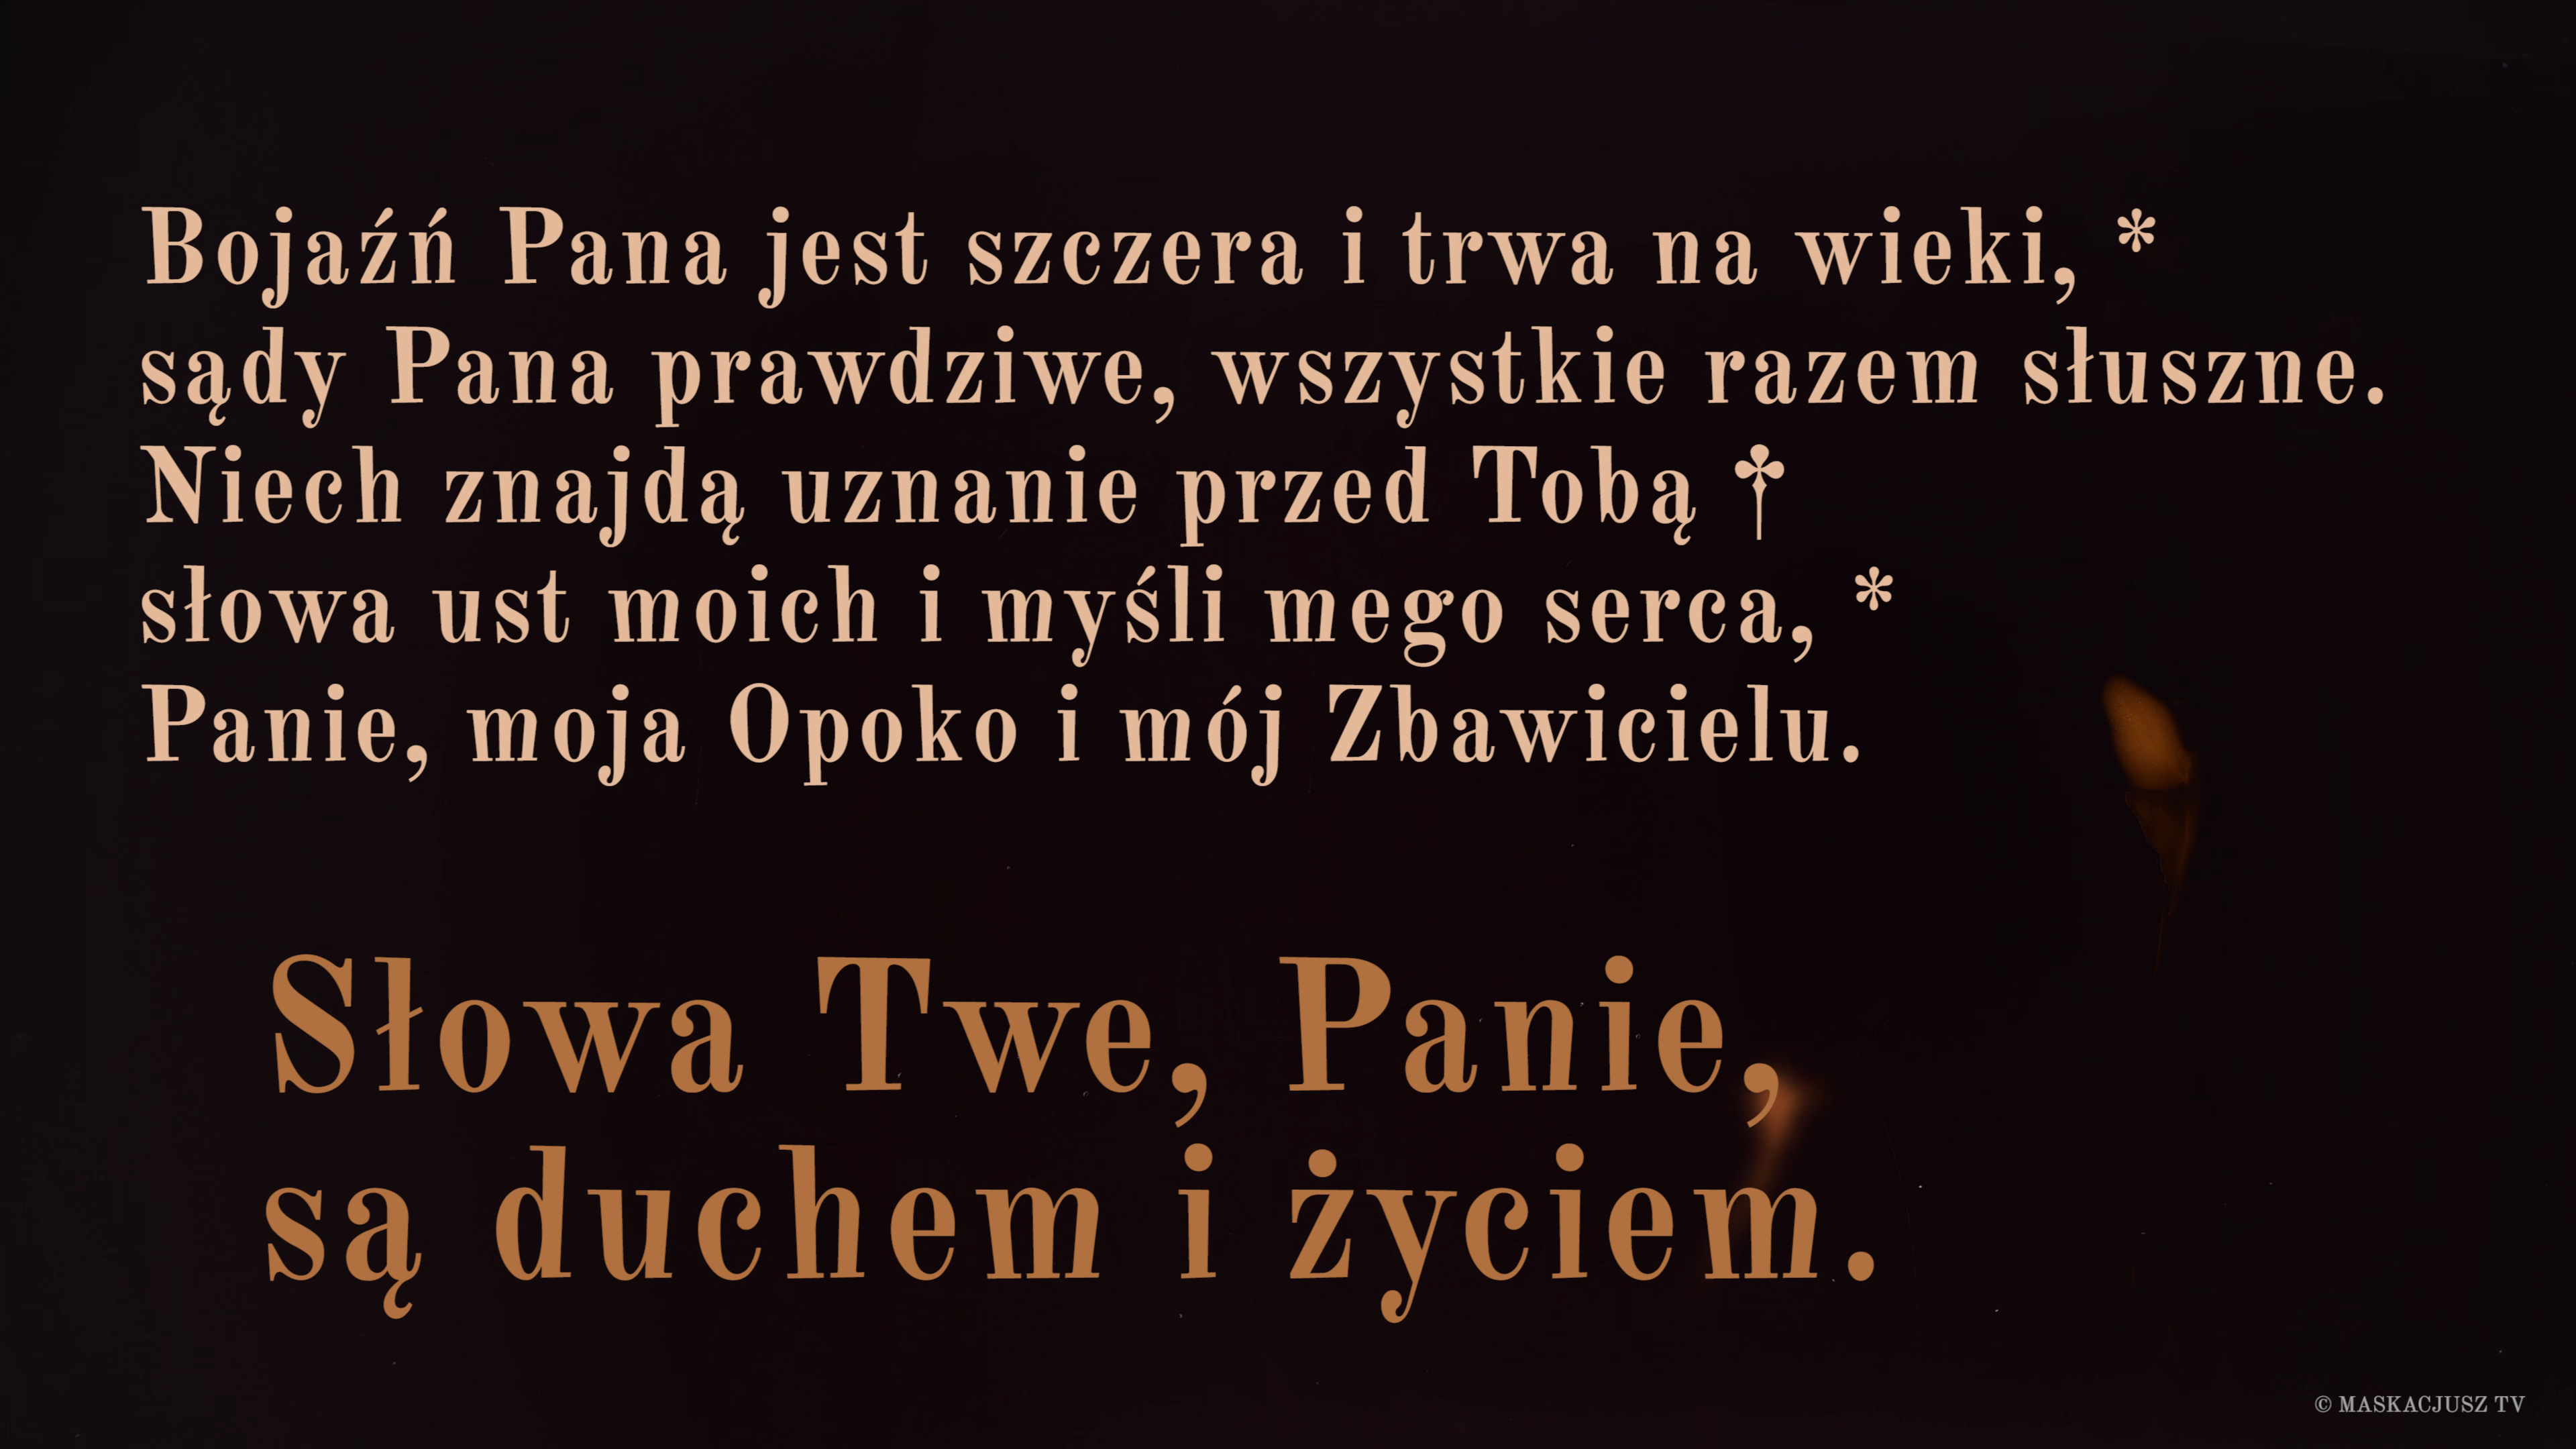 Bojaźń Pana jest szczera i trwa na wieki, *
sądy Pana prawdziwe, wszystkie razem słuszne.
Niech znajdą uznanie przed Tobą †
słowa ust moich i myśli mego serca, *
Panie, moja Opoko i mój Zbawicielu.
Słowa Twe, Panie,
są duchem i życiem.
© MASKACJUSZ TV